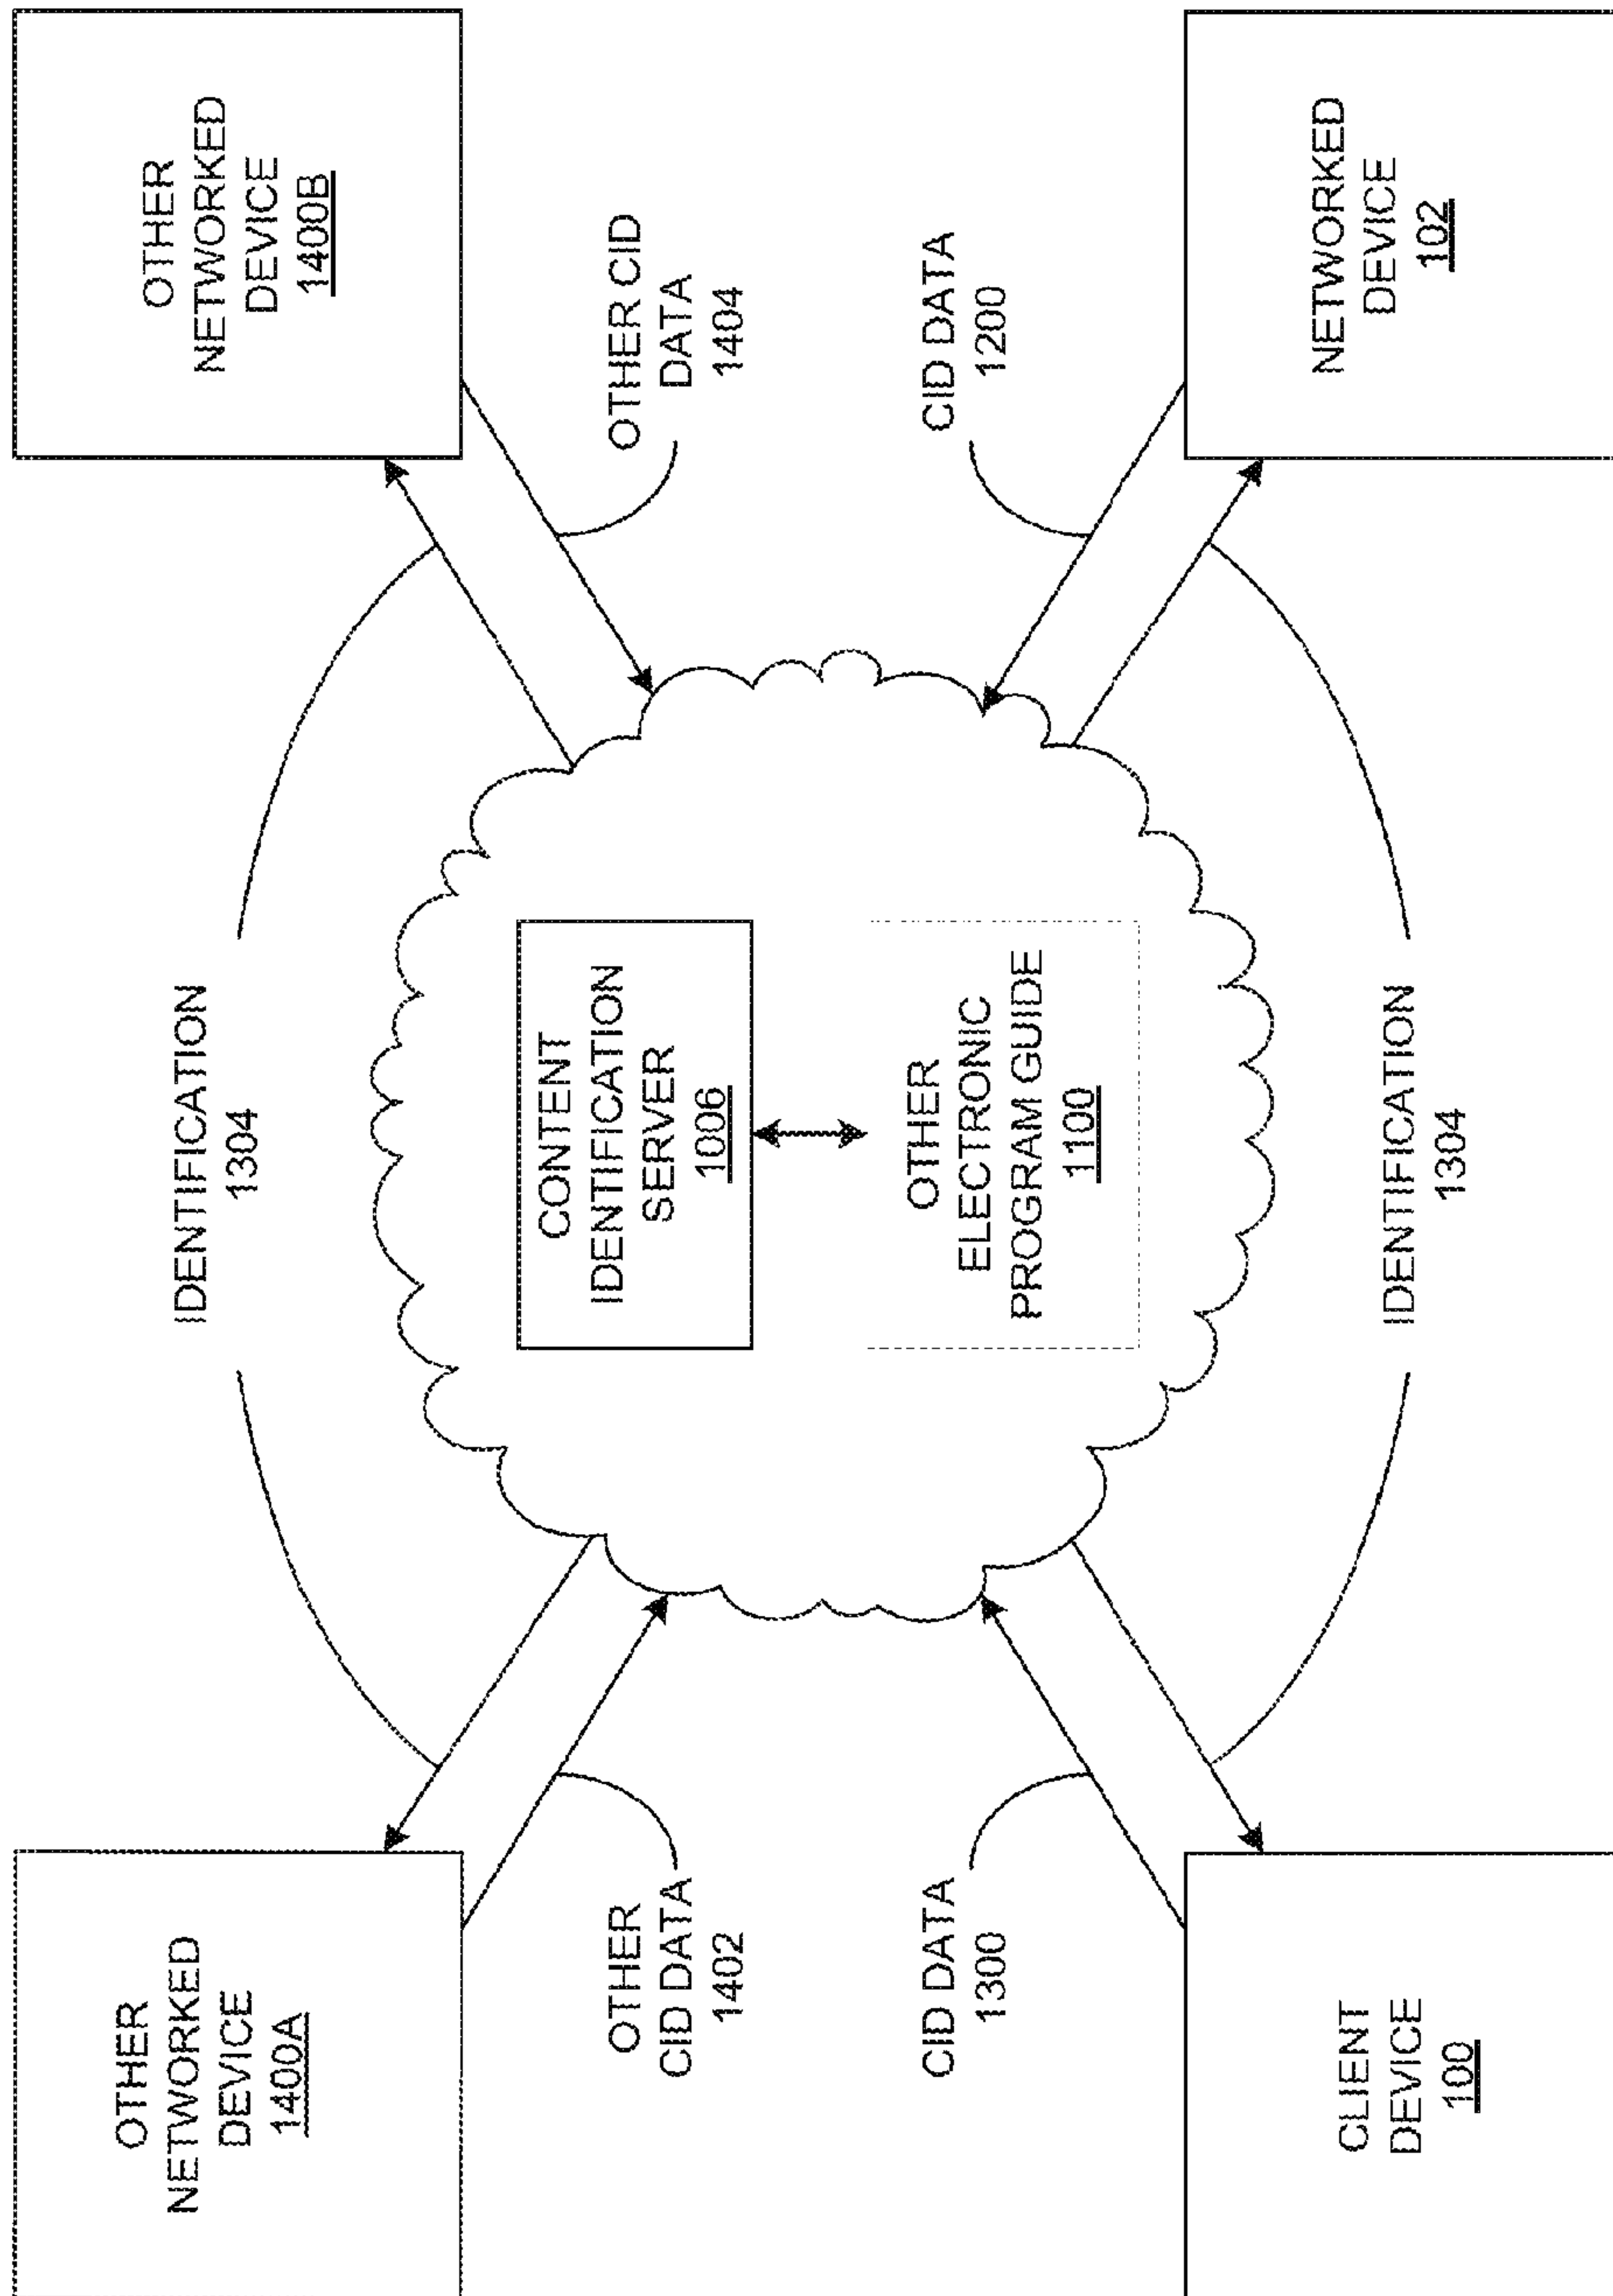 OTHER
NETWORKED
DEVICE
1400A
IDENTIFICATION
1304
OTHER
NETWORKED
DEVICE
1400B
OTHER
CID DATA
1402
CONTENT
IDENTIFICATION
SERVER
1006
OTHER CID
DATA
1404
OTHER
ELECTRONIC
PROGRAM GUIDE
1100
CID DATA
1300
CID DATA
1200
CLIENT
DEVICE
100
IDENTIFICATION
1304
NETWORKED
DEVICE
102